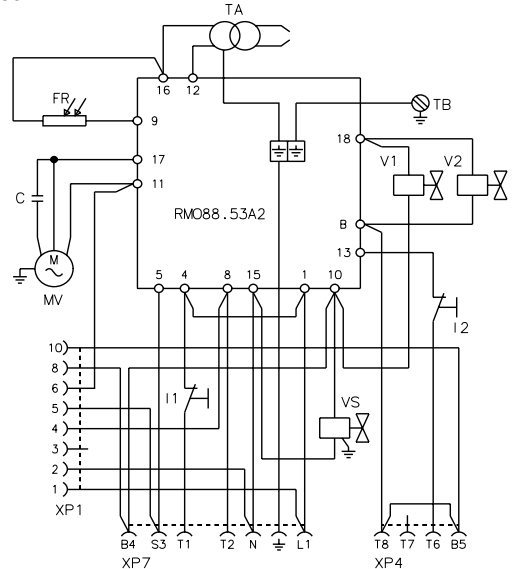 TA
16 12
FR
TB
9
18
17
V1 V2
11
C
RMO88.53A2
B
M
13
MV
5 4 8 15 1 10
I2
10
8
6
I1
5
VS
4
3
2
1
XP1
B4 S3 T1 T2 N L1
T8 T7 T6 B5
XP7
XP4